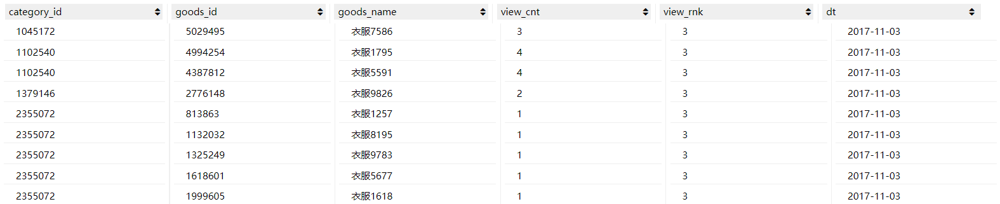 category_id goods_id goods_name view_cnt view_rnk dt
1045172 5029495 衣服7586 3 3 2017-11-03
1102540 4994254 衣服1795 4 3 2017-11-03
1102540 4387812 衣服5591 4 3 2017-11-03
1379146 2776148 衣服9826 2 3 2017-11-03
2355072 813863 衣服1257 1 3 2017-11-03
2355072 1132032 衣服8195 1 3 2017-11-03
2355072 1325249 衣服9783 1 3 2017-11-03
2355072 1618601 衣服5677 1 3 2017-11-03
2355072 1999605 衣服1618 1 3 2017-11-03